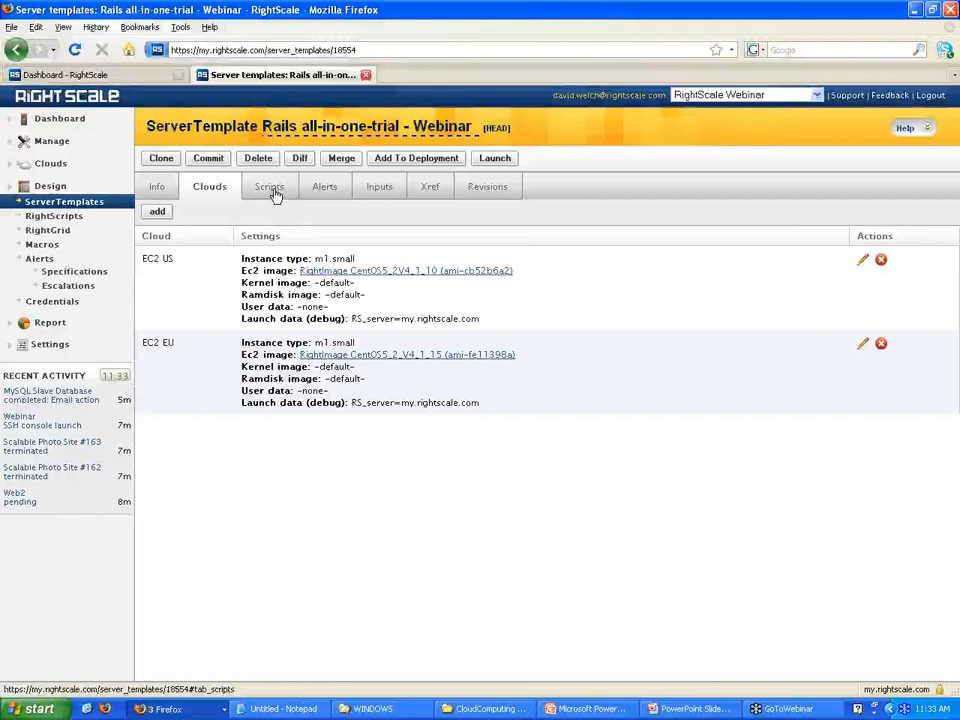 Server templates: Rails all-in-one-trial - Webinar - RightScale - Mozilla Firefox
File Edit View History Bookmarks Tools Help
RS https://my.rightscale.com/server_templates/18554
G Google
RS Dashboard - RightScale
RS Server templates: Rails all-in-on...
RIGHTSCALE
david.welch@rightscale.com RightScale Webinar Support | Feedback | Logout
Dashboard
Manage
Clouds
Design
ServerTemplates
RightScripts
RightGrid
Macros
Alerts
Specifications
Escalations
Credentials
Report
Settings
RECENT ACTIVITY 11:33
MySQL Slave Database
completed: Email action 5m
Webinar
SSH console launch 7m
Scalable Photo Site #163
terminated 7m
Scalable Photo Site #162
terminated 7m
Web2
pending 8m
ServerTemplate Rails all-in-one-trial - Webinar [HEAD]
Help
Clone Commit Delete Diff Merge Add To Deployment Launch
Info Clouds Scripts Alerts Inputs Xref Revisions
add
Cloud Settings Actions
EC2 US Instance type: m1.small
Ec2 image: RightImage CentOS5_2V4_1_10 (ami-cb52b6a2)
Kernel image: -default-
Ramdisk image: -default-
User data: -none-
Launch data (debug): RS_server=my.rightscale.com
EC2 EU Instance type: m1.small
Ec2 image: RightImage CentOS5_2_V4_1_15 (ami-fe11398a)
Kernel image: -default-
Ramdisk image: -default-
User data: -none-
Launch data (debug): RS_server=my.rightscale.com
https://my.rightscale.com/server_templates/18554#tab_scripts my.rightscale.com
start 3 Firefox Untitled - Notepad WINDOWS CloudComputing ... Microsoft Power... PowerPoint Slide... GoToWebinar 11:33 AM